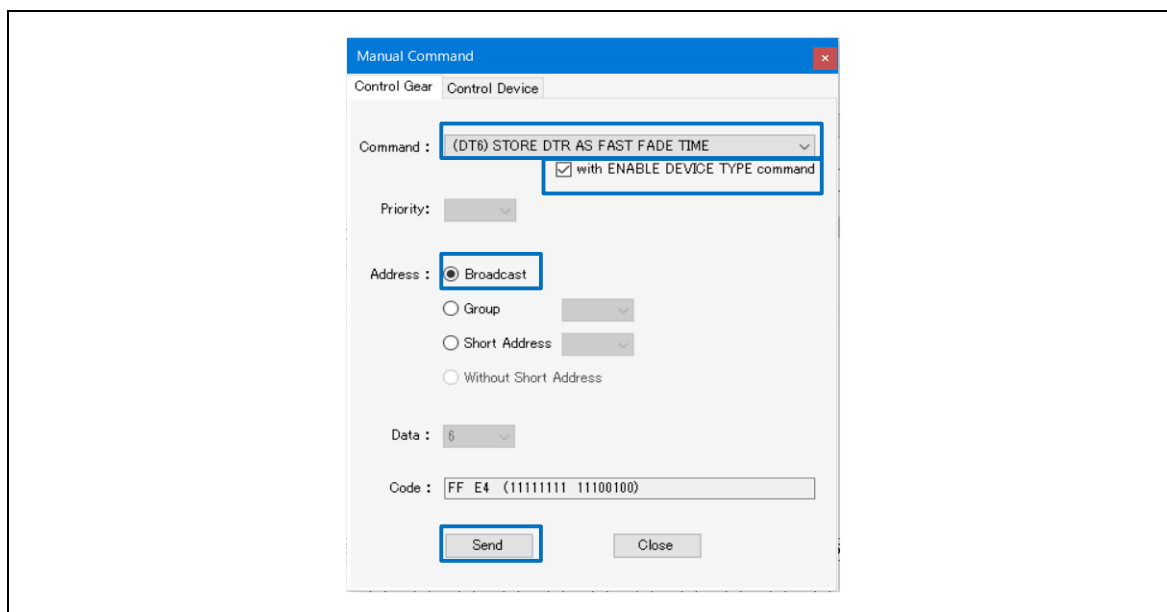 Manual Command
×
Control Gear Control Device
Command : (DT6) STORE DTR AS FAST FADE TIME
with ENABLE DEVICE TYPE command
Priority:
Address : Broadcast
Group
Short Address
Without Short Address
Data : 6
Code : FF E4 (11111111 11100100)
Send Close